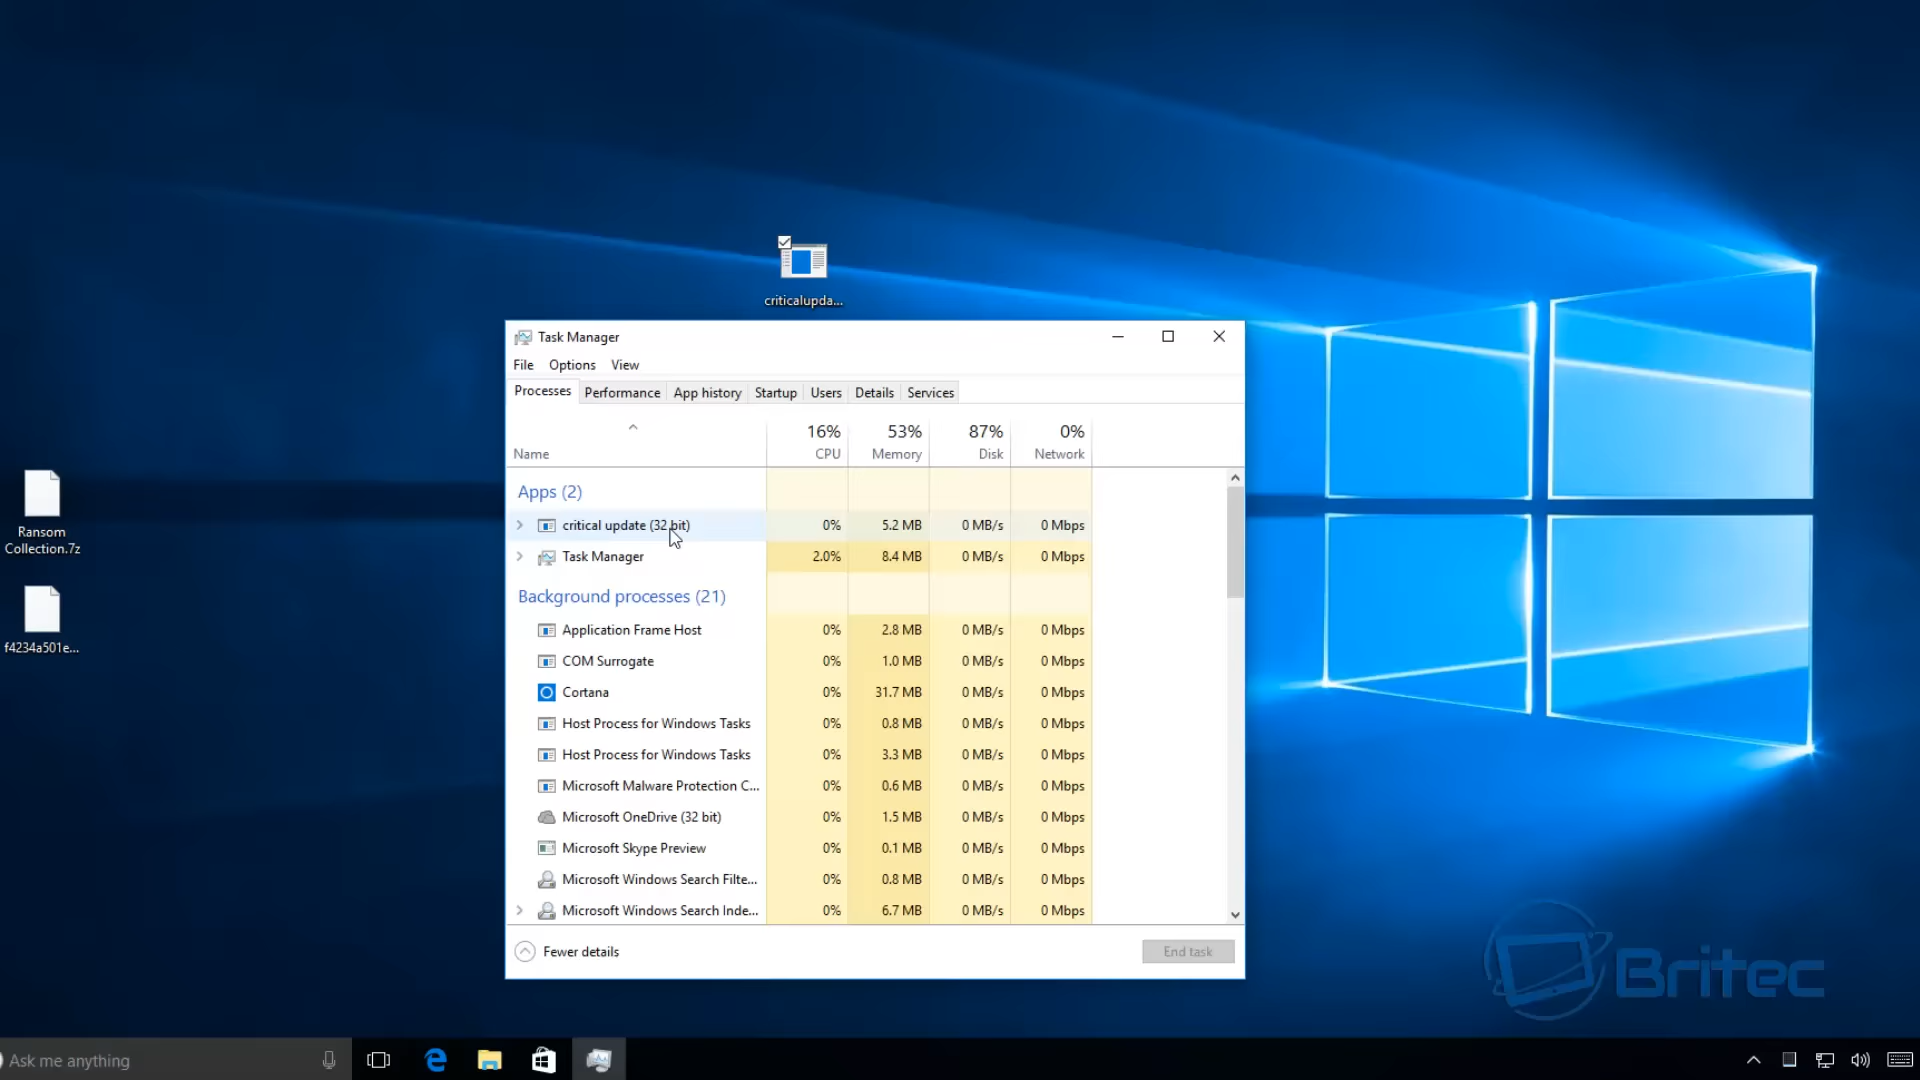 criticalupda...
Task Manager
File Options View
Processes Performance App history Startup Users Details Services
16% 53% 87% 0%
Name CPU Memory Disk Network
Apps (2)
critical update (32 bit) 0% 5.2 MB 0 MB/s 0 Mbps
Task Manager 2.0% 8.4 MB 0 MB/s 0 Mbps
Background processes (21)
Application Frame Host 0% 2.8 MB 0 MB/s 0 Mbps
COM Surrogate 0% 1.0 MB 0 MB/s 0 Mbps
Cortana 0% 31.7 MB 0 MB/s 0 Mbps
Host Process for Windows Tasks 0% 0.8 MB 0 MB/s 0 Mbps
Host Process for Windows Tasks 0% 3.3 MB 0 MB/s 0 Mbps
Microsoft Malware Protection C... 0% 0.6 MB 0 MB/s 0 Mbps
Microsoft OneDrive (32 bit) 0% 1.5 MB 0 MB/s 0 Mbps
Microsoft Skype Preview 0% 0.1 MB 0 MB/s 0 Mbps
Microsoft Windows Search Filte... 0% 0.8 MB 0 MB/s 0 Mbps
Microsoft Windows Search Inde... 0% 6.7 MB 0 MB/s 0 Mbps
Fewer details End task
Ransom
Collection.7z
f4234a501e...
Britec
Ask me anything